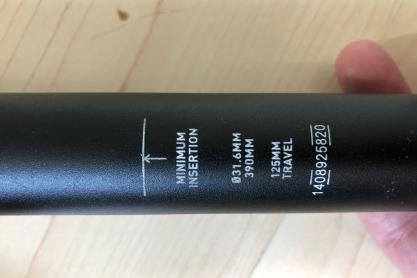 MINIMUM
INSERTION
Ø31.6MM
390MM
125MM
TRAVEL
1408925820